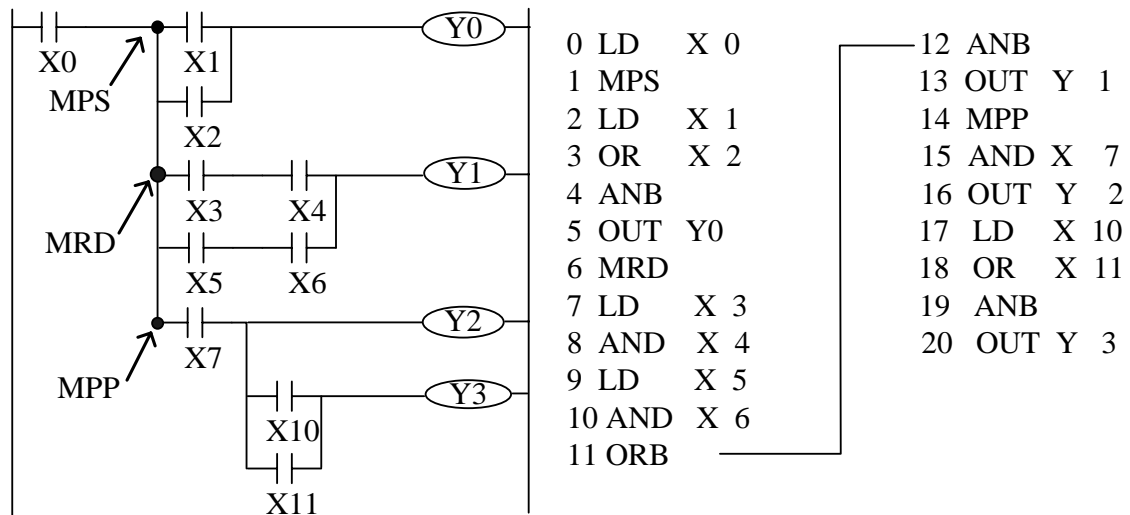 X0
X1
Y0
MPS
X2
X3
X4
Y1
MRD
X5
X6
X7
Y2
MPP
X10
Y3
X11
0 LD X 0
1 MPS
2 LD X 1
3 OR X 2
4 ANB
5 OUT Y0
6 MRD
7 LD X 3
8 AND X 4
9 LD X 5
10 AND X 6
11 ORB
12 ANB
13 OUT Y 1
14 MPP
15 AND X 7
16 OUT Y 2
17 LD X 10
18 OR X 11
19 ANB
20 OUT Y 3